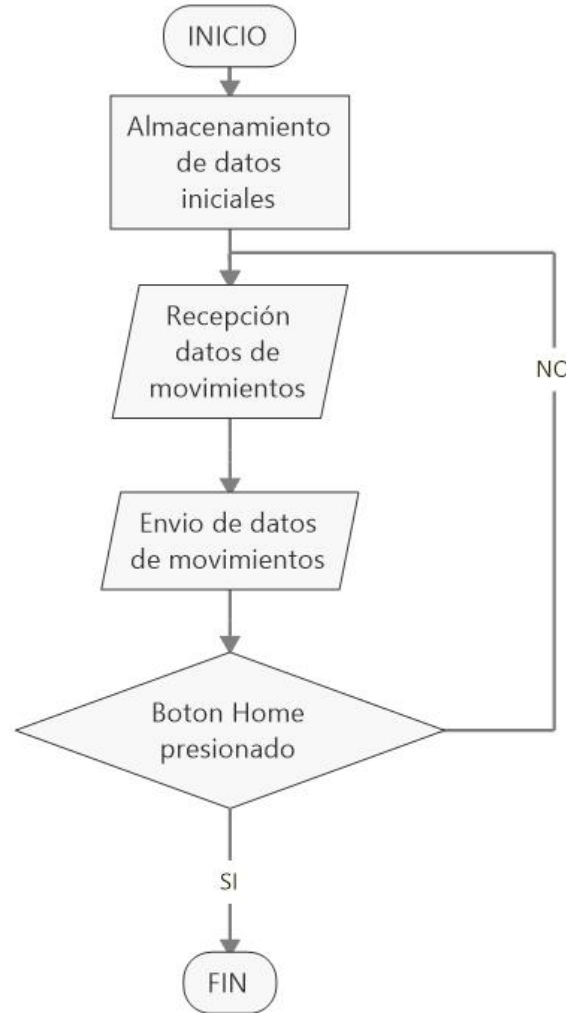 INICIO
Almacenamiento
de datos
iniciales
Recepción
datos de
movimientos
NO
Envio de datos
de movimientos
Boton Home
presionado
SI
FIN